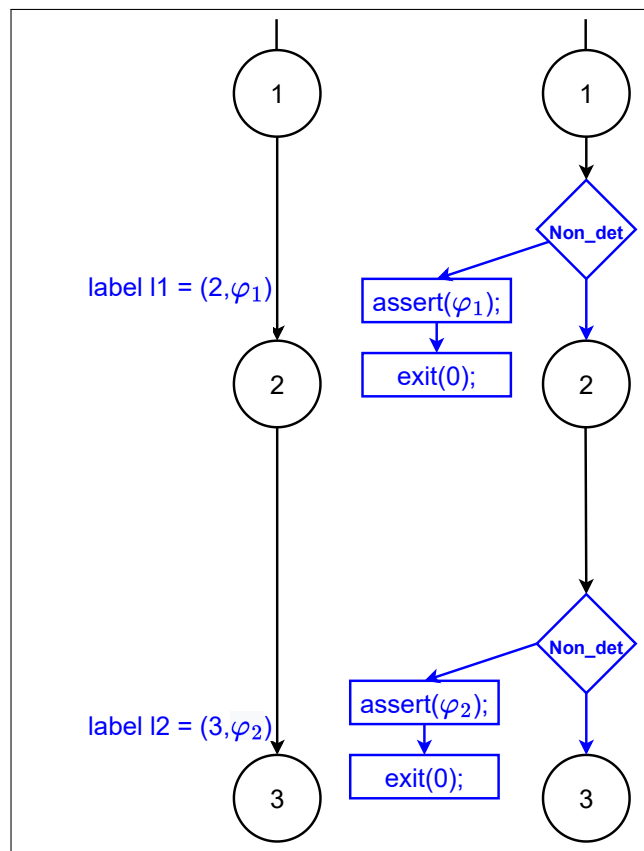 1
1
Non_det
label l1 = (2,φ₁)
assert(φ₁);
exit(0);
2
2
Non_det
label l2 = (3,φ₂)
assert(φ₂);
exit(0);
3
3